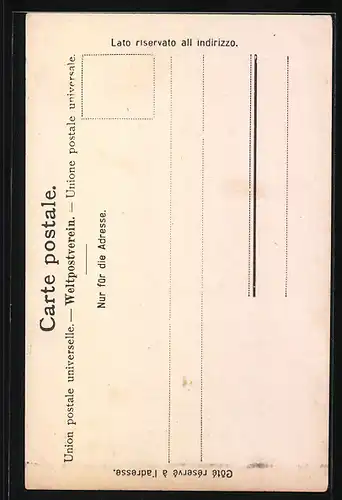 Carte postale.
Union postale universelle. — Weltpostverein. — Unione postale universale.
Nur für die Adresse.
Lato riservato all indirizzo.
Côté réservé à l'adresse.